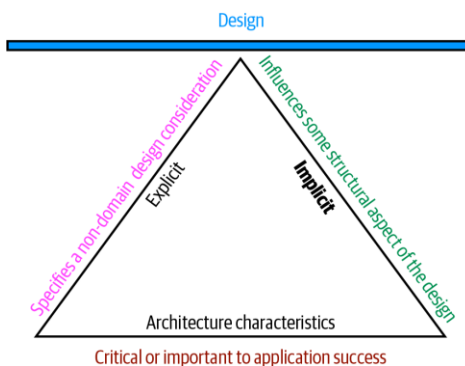 Design
Specifies a non-domain design consideration
Explicit
Implicit
Influences some structural aspect of the design
Architecture characteristics
Critical or important to application success